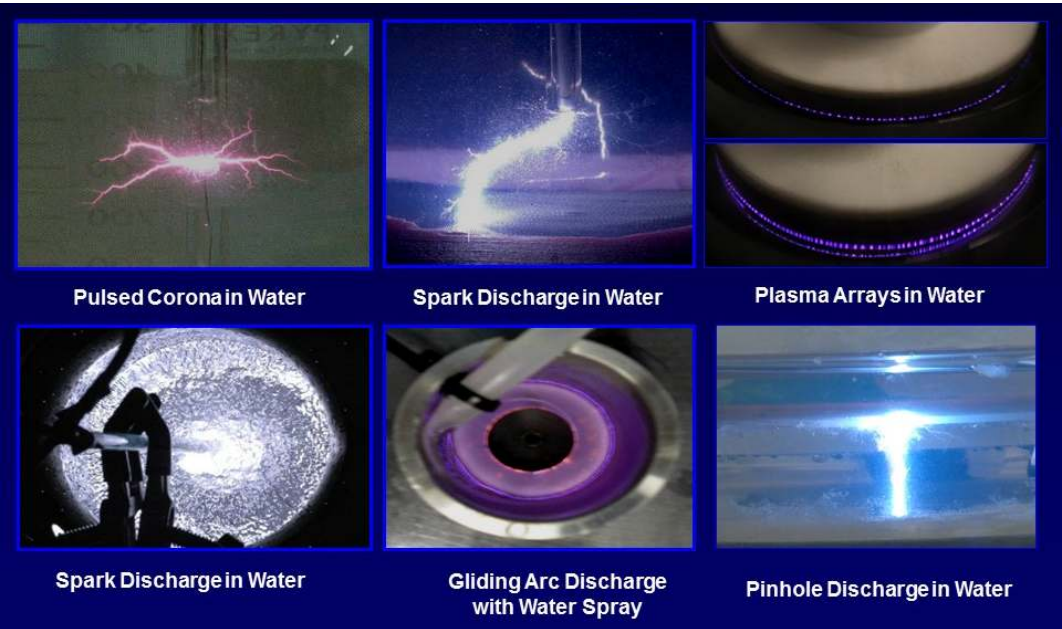 Pulsed Corona in Water
Spark Discharge in Water
Plasma Arrays in Water
Spark Discharge in Water
Gliding Arc Discharge
with Water Spray
Pinhole Discharge in Water